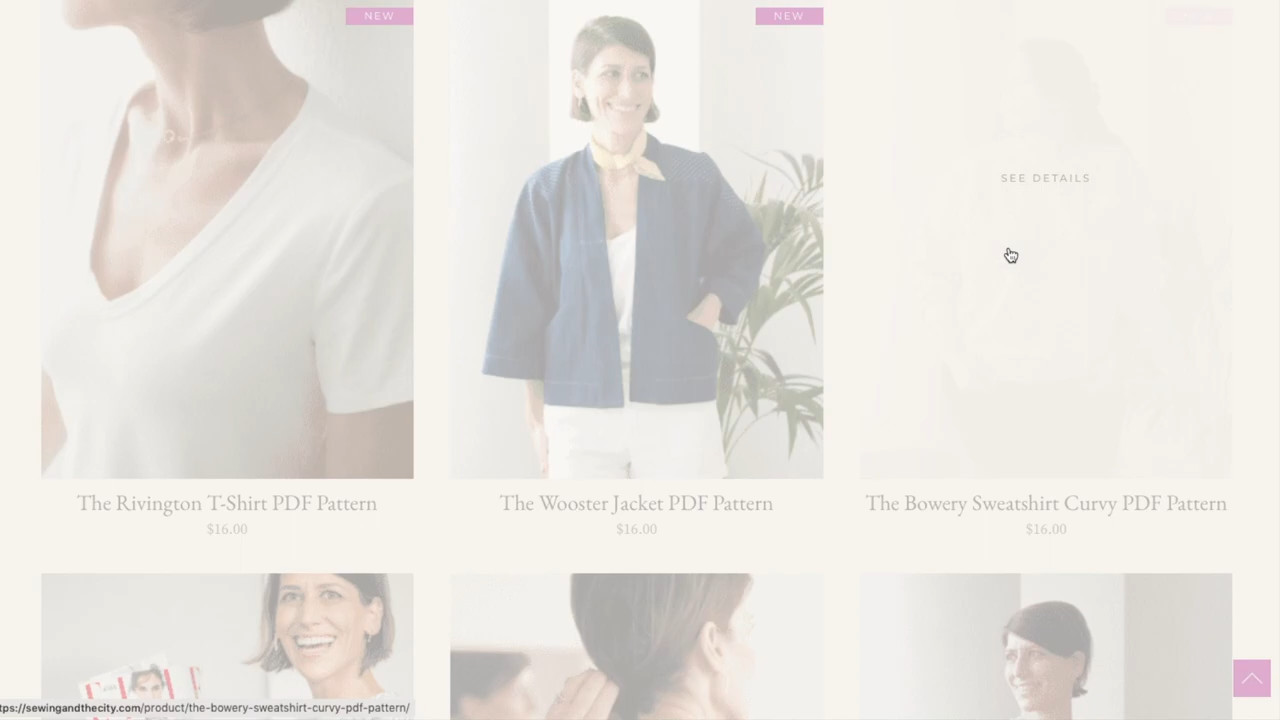 NEW
NEW
SEE DETAILS
The Rivington T-Shirt PDF Pattern
$16.00
The Wooster Jacket PDF Pattern
$16.00
The Bowery Sweatshirt Curvy PDF Pattern
$16.00
tps://sewingandthecity.com/product/the-bowery-sweatshirt-curvy-pdf-pattern/